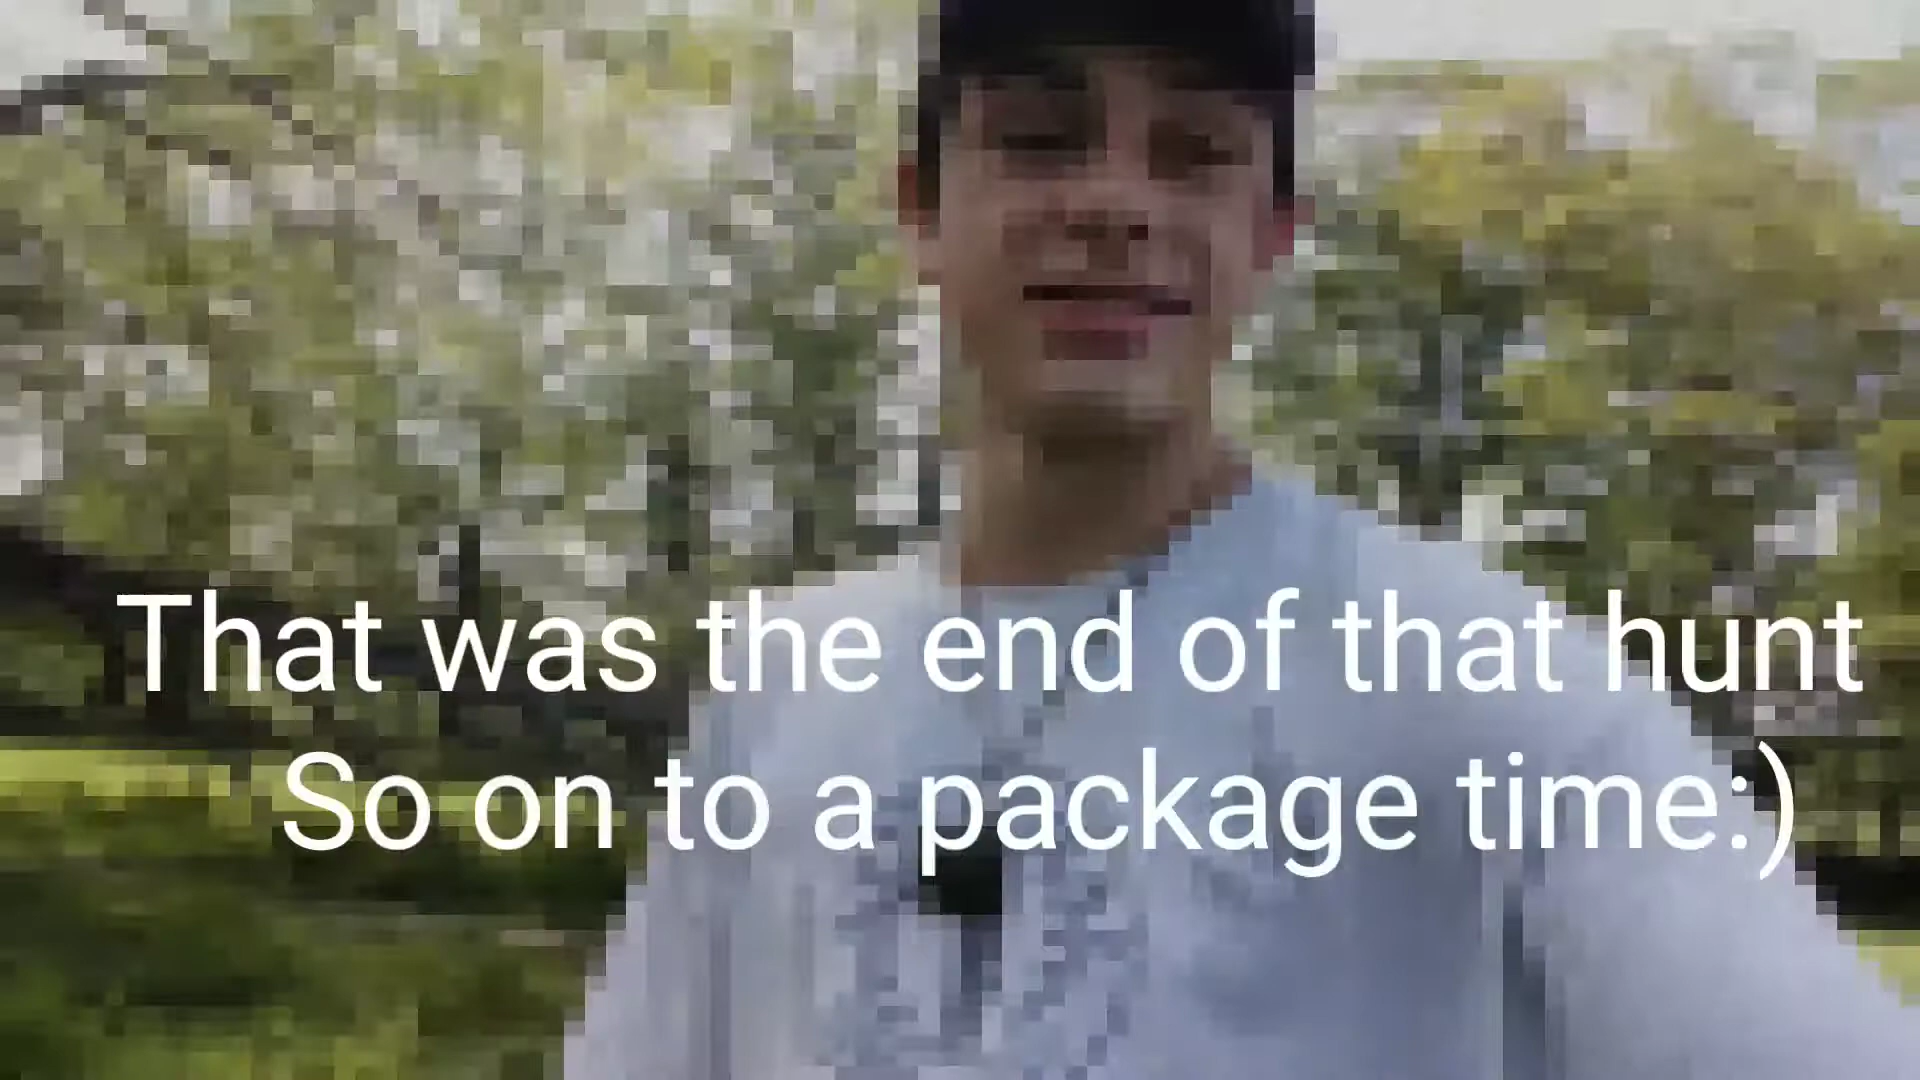 That was the end of that hunt
So on to a package time:)